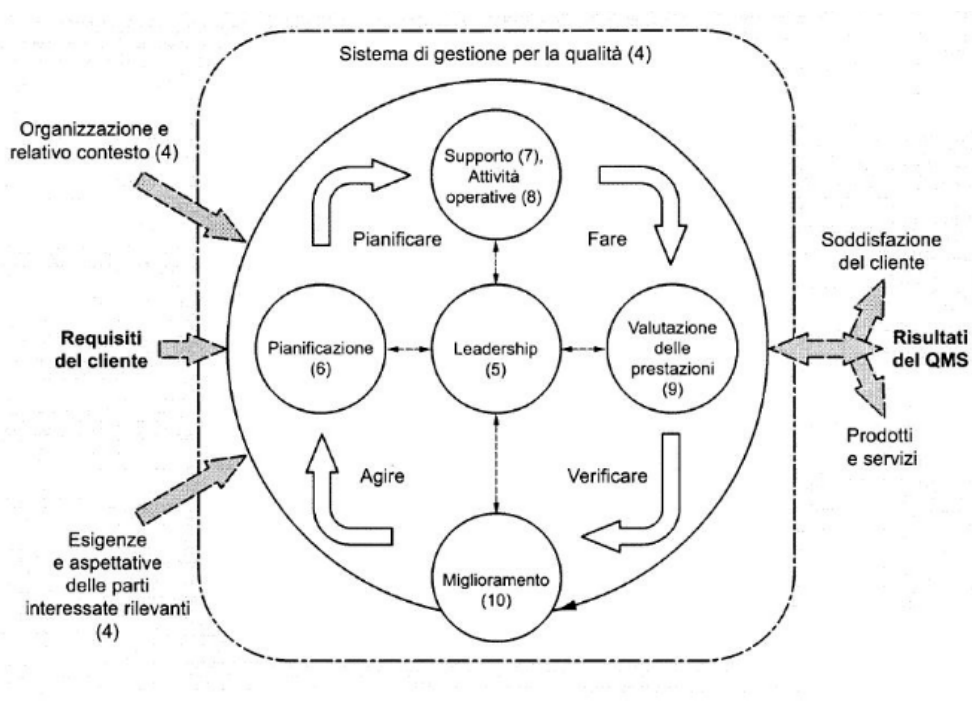 Sistema di gestione per la qualità (4)
Organizzazione e
relativo contesto (4)
Supporto (7),
Attività
operative (8)
Pianificare
Fare
Soddisfazione
del cliente
Requisiti
del cliente
Pianificazione
(6)
Leadership
(5)
Valutazione
delle
prestazioni
(9)
Risultati
del QMS
Prodotti
e servizi
Agire
Verificare
Esigenze
e aspettative
delle parti
interessate rilevanti
(4)
Miglioramento
(10)